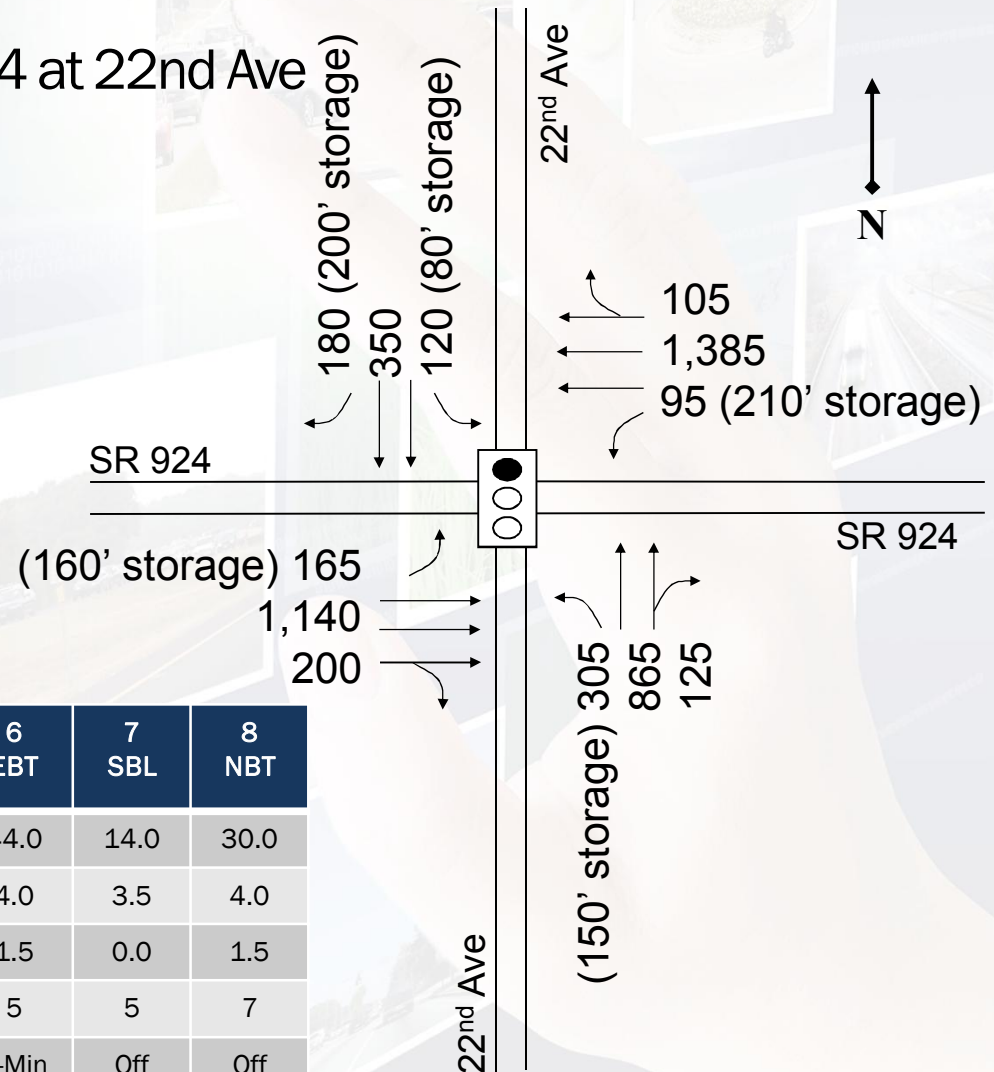 4 at 22nd Ave
180 (200’ storage)
350
120 (80’ storage)
22nd Ave
N
105
1,385
95 (210’ storage)
SR 924
SR 924
(160’ storage) 165
1,140
200
(150’ storage) 305
865
125
22nd Ave
6 7 8
EBT SBL NBT
4.0 14.0 30.0
4.0 3.5 4.0
1.5 0.0 1.5
5 5 7
-Min Off Off